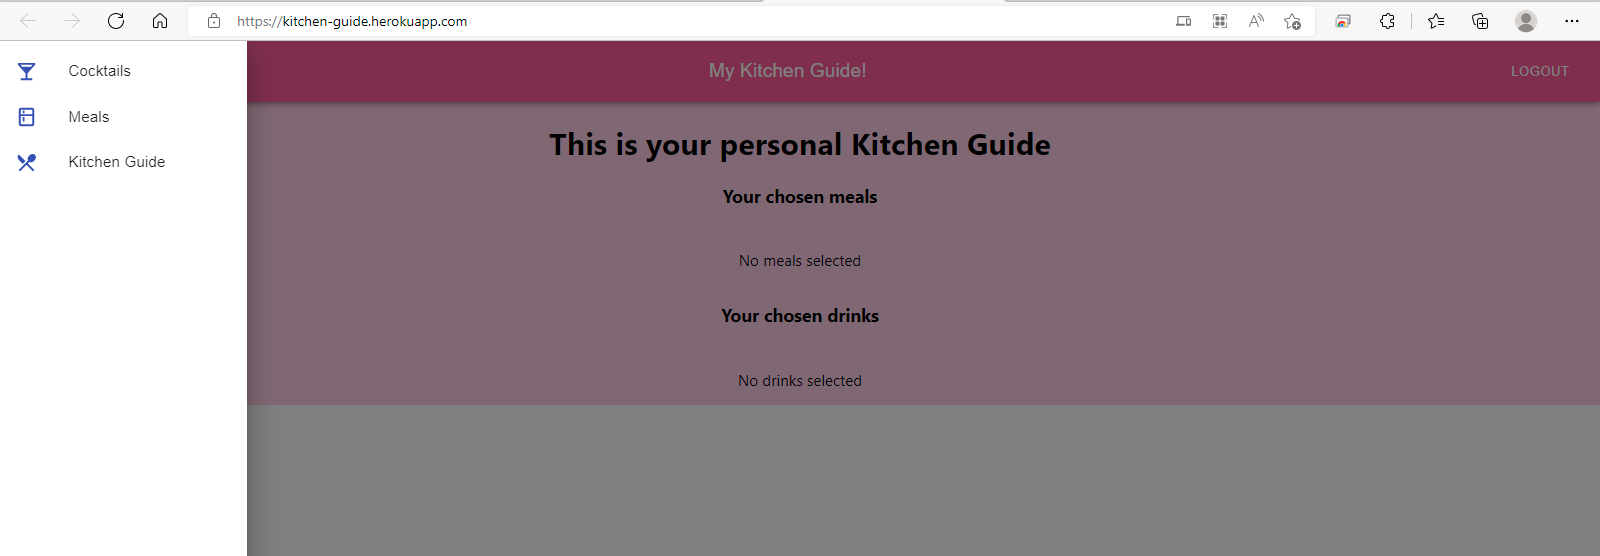 https://kitchen-guide.herokuapp.com
Cocktails
Meals
Kitchen Guide
My Kitchen Guide!
LOGOUT
This is your personal Kitchen Guide
Your chosen meals
No meals selected
Your chosen drinks
No drinks selected